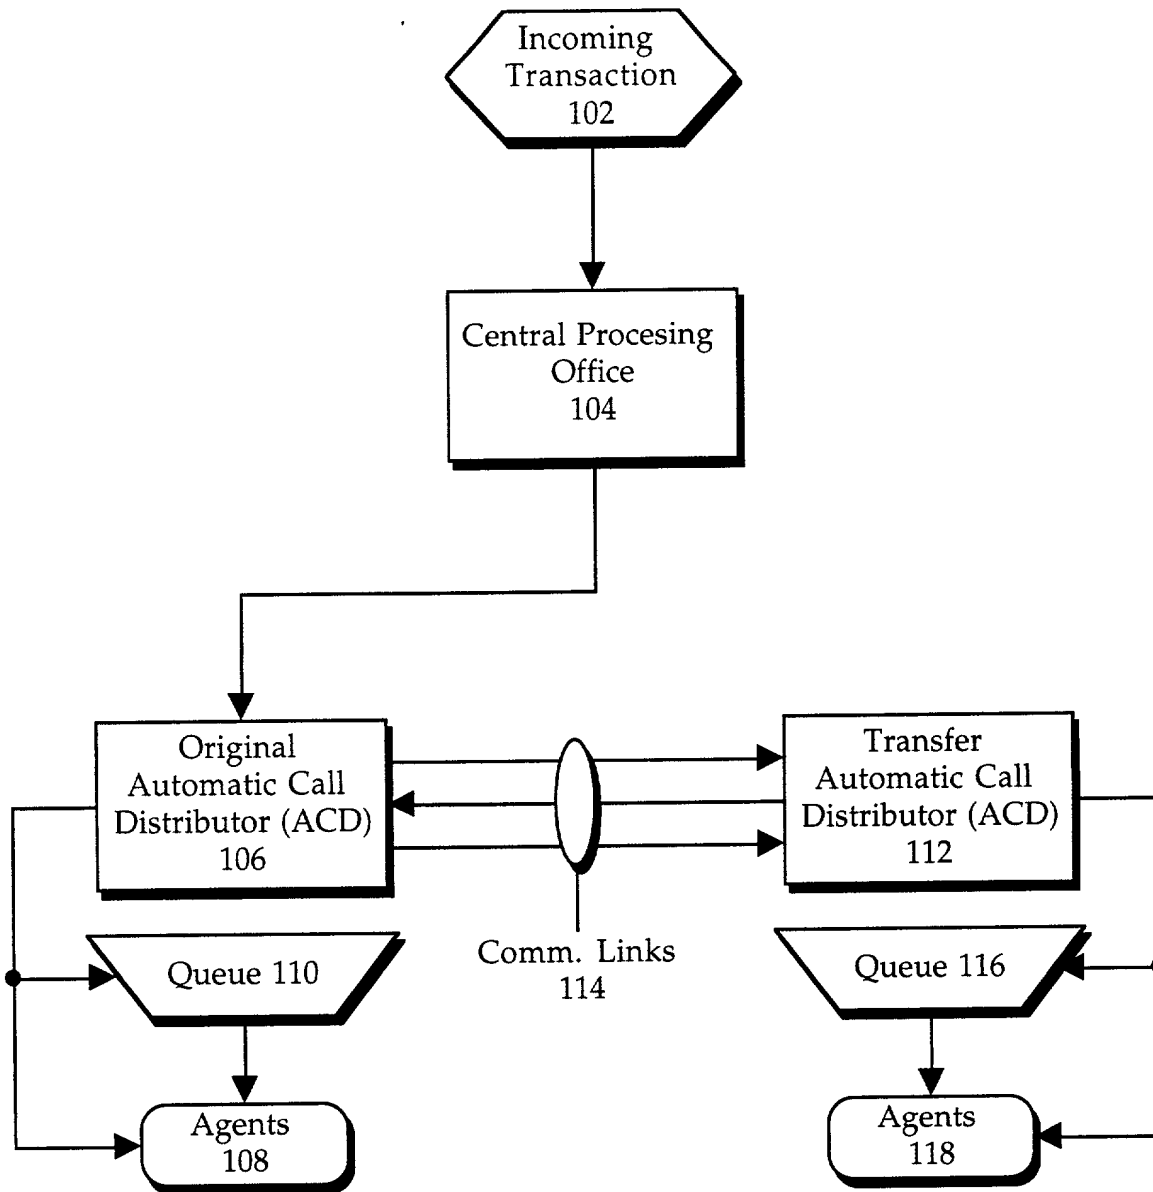 Incoming
Transaction
102
Central Procesing
Office
104
Original
Automatic Call
Distributor (ACD)
106
Transfer
Automatic Call
Distributor (ACD)
112
Comm. Links
114
Queue 110
Queue 116
Agents
108
Agents
118